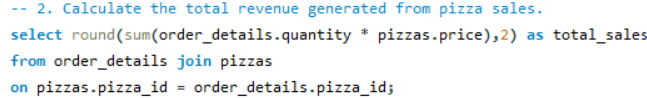 -- 2. Calculate the total revenue generated from pizza sales.
select round(sum(order_details.quantity * pizzas.price),2) as total_sales
from order_details join pizzas
on pizzas.pizza_id = order_details.pizza_id;